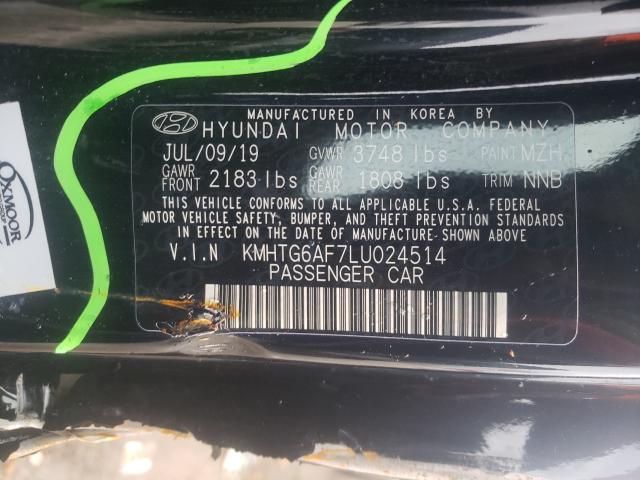 MANUFACTURED IN KOREA BY
HYUNDAI MOTOR COMPANY
JUL/09/19 GVWR 3748 lbs PAINT MZH
GAWR FRONT 2183 lbs GAWR REAR 1808 lbs TRIM NNB
THIS VEHICLE CONFORMS TO ALL APPLICABLE U.S.A. FEDERAL
MOTOR VEHICLE SAFETY, BUMPER, AND THEFT PREVENTION STANDARDS
IN EFFECT ON THE DATE OF MANUFACTURE SHOWN ABOVE
V.I.N KMHTG6AF7LU024514
PASSENGER CAR
OXMOOR